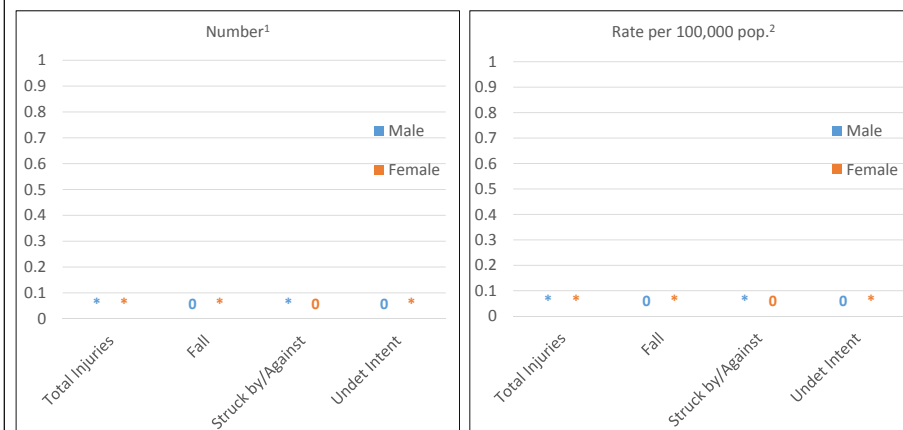 Number¹
1
0.9
0.8
0.7
0.6
0.5
0.4
0.3
0.2
0.1
0
Male
Female
* * 0 * * 0 0 *
Total Injuries
Fall
Struck by/Against
Undet Intent
Rate per 100,000 pop.²
1
0.9
0.8
0.7
0.6
0.5
0.4
0.3
0.2
0.1
0
Male
Female
* * 0 * * 0 0 *
Total Injuries
Fall
Struck by/Against
Undet Intent